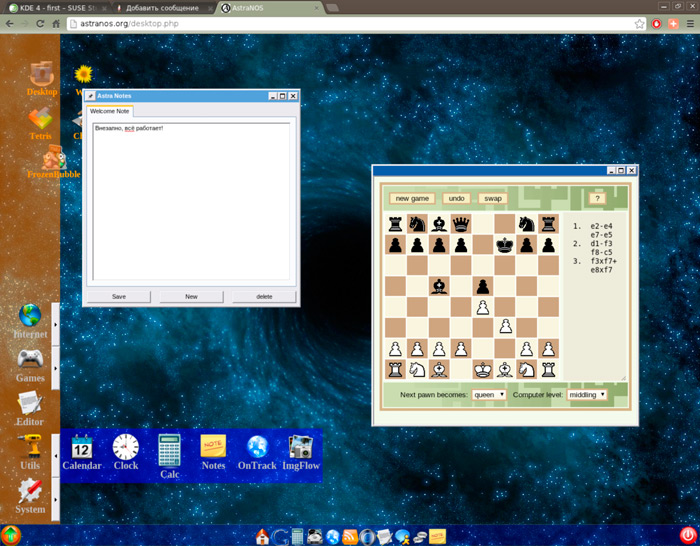 KDE 4 - first – SUSE St
Добавить сообщение
AstraNOS
astranos.org/desktop.php
Desktop
Tetris
FrozenBubble
Astra Notes
Welcome Note
Внезапно, всё работает!
Save New delete
new game undo swap ?
1. e2-e4
e7-e5
2. d1-f3
f8-c5
3. f3xf7+
e8xf7
Next pawn becomes: queen Computer level: middling
Internet
Games
Editor
Utils
System
12
NOTE
Calendar Clock Calc Notes OnTrack ImgFlow